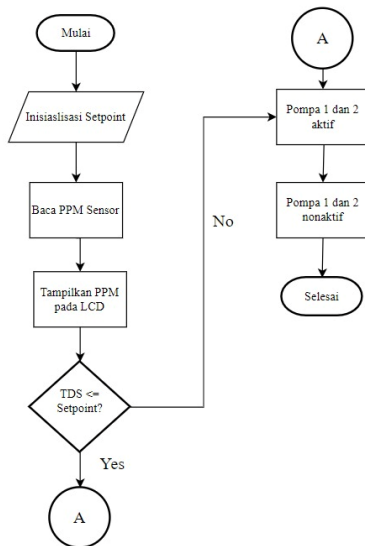 Mulai
Inisiaslisasi Setpoint
Baca PPM Sensor
Tampilkan PPM
pada LCD
TDS <=
Setpoint?
Yes
A
No
A
Pompa 1 dan 2
aktif
Pompa 1 dan 2
nonaktif
Selesai